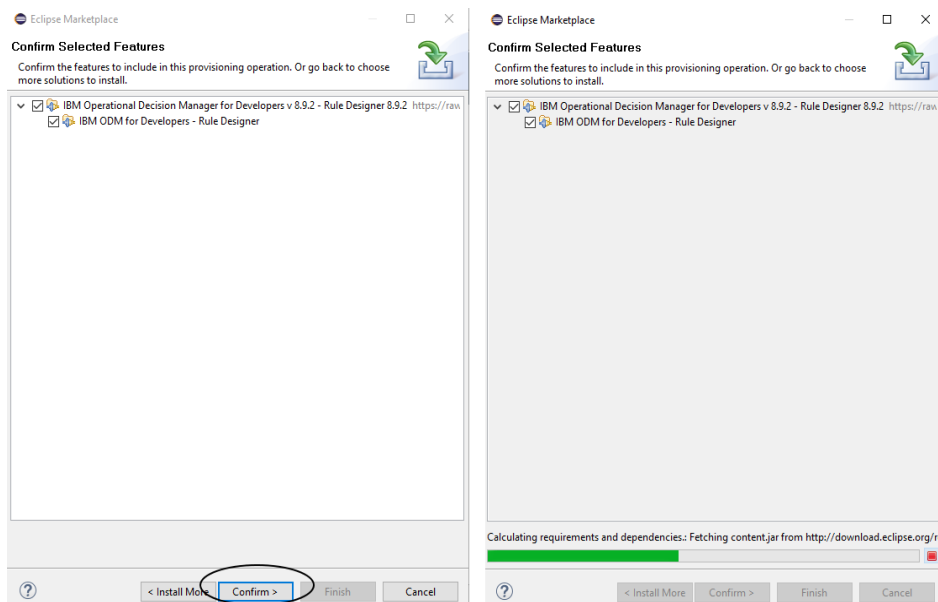 Eclipse Marketplace
Confirm Selected Features
Confirm the features to include in this provisioning operation. Or go back to choose
more solutions to install.
IBM Operational Decision Manager for Developers v 8.9.2 - Rule Designer 8.9.2 https://raw
IBM ODM for Developers - Rule Designer
< Install More
Confirm >
Finish
Cancel
Eclipse Marketplace
Confirm Selected Features
Confirm the features to include in this provisioning operation. Or go back to choose
more solutions to install.
IBM Operational Decision Manager for Developers v 8.9.2 - Rule Designer 8.9.2 https://raw
IBM ODM for Developers - Rule Designer
Calculating requirements and dependencies.: Fetching content.jar from http://download.eclipse.org/r
< Install More
Confirm >
Finish
Cancel